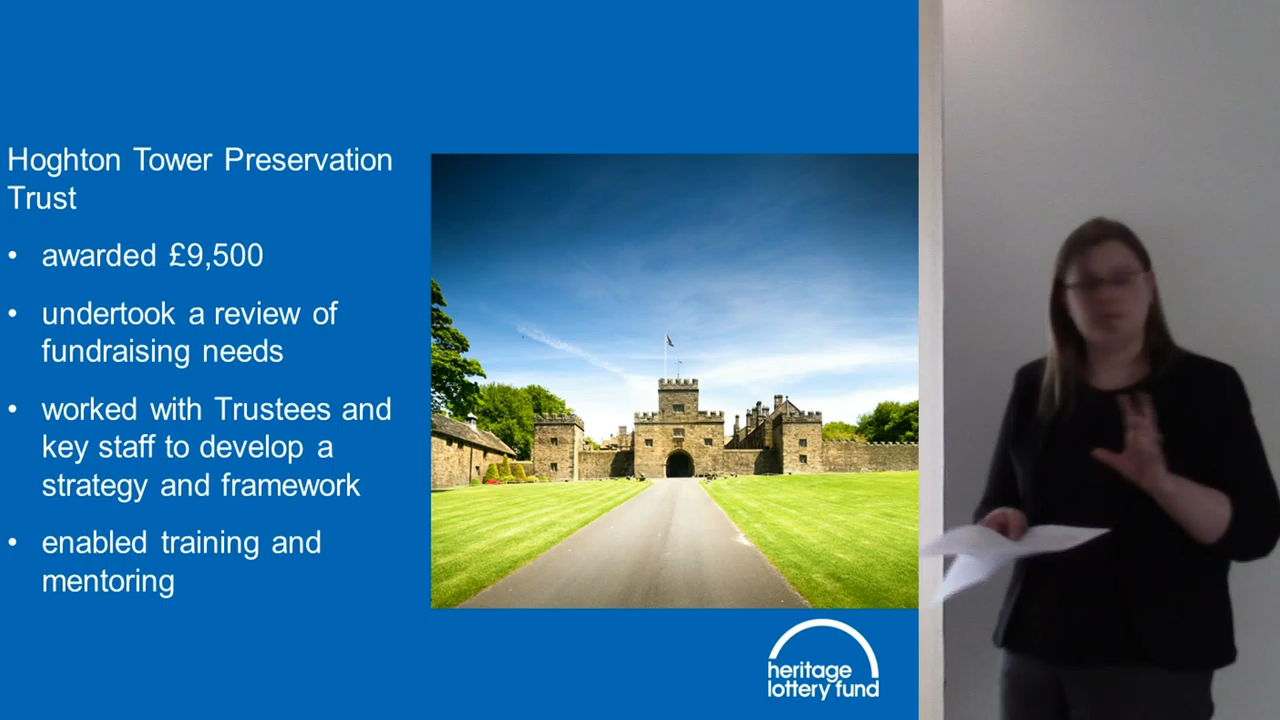 Hoghton Tower Preservation
Trust
• awarded £9,500
• undertook a review of
fundraising needs
• worked with Trustees and
key staff to develop a
strategy and framework
• enabled training and
mentoring
heritage
lottery fund